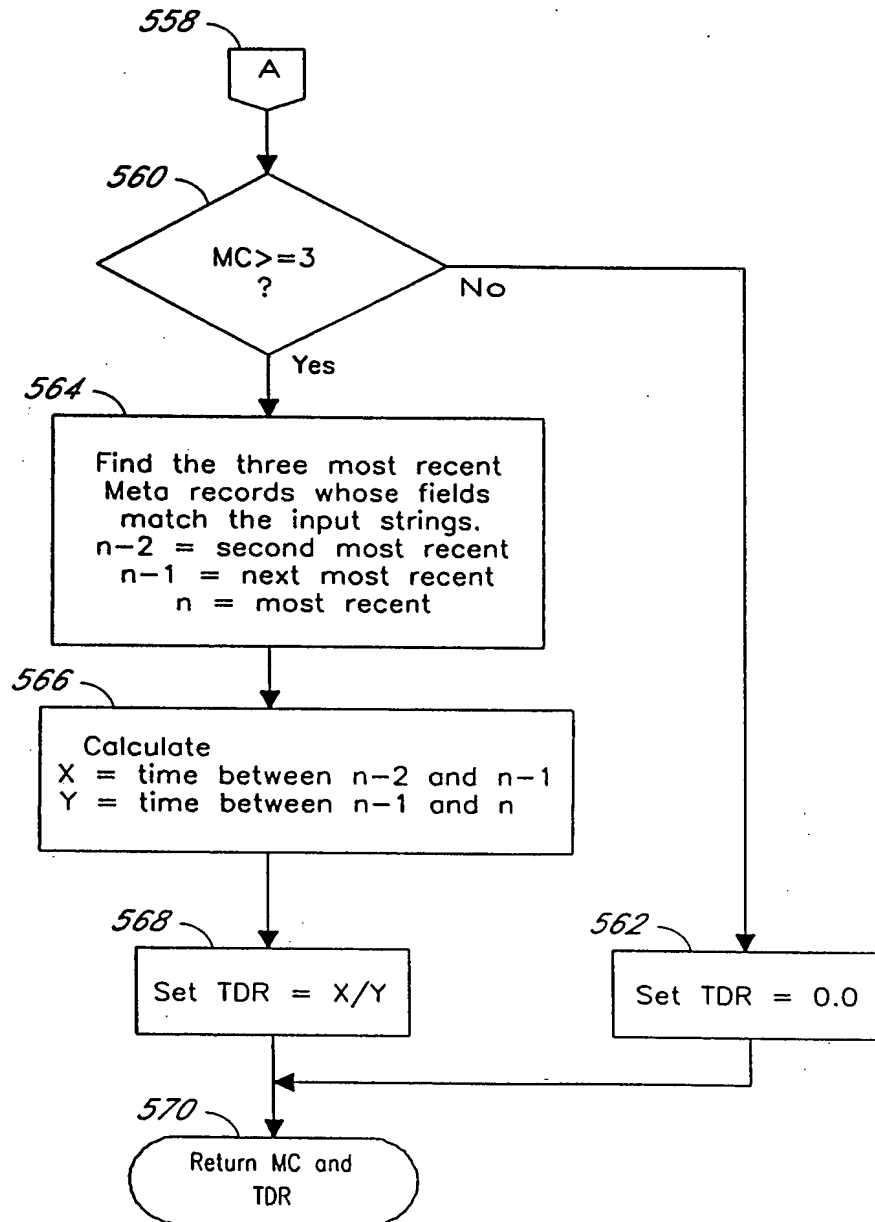 558
A
560
MC>=3
?
No
Yes
564
Find the three most recent
Meta records whose fields
match the input strings.
n-2 = second most recent
n-1 = next most recent
n = most recent
566
Calculate
X = time between n-2 and n-1
Y = time between n-1 and n
568
Set TDR = X/Y
562
Set TDR = 0.0
570
Return MC and
TDR